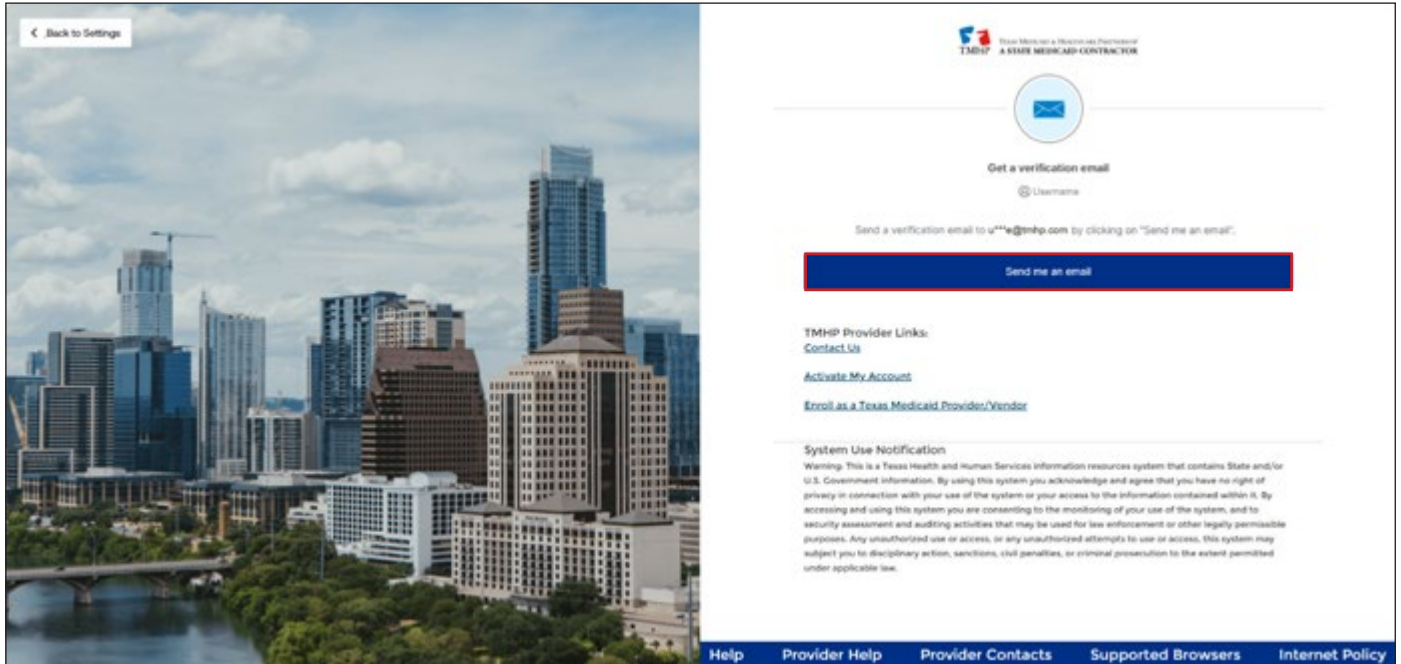 Back to Settings
TMHP
TEXAS MEDICAID & HEALTHCARE PARTNERSHIP
A STATE MEDICAID CONTRACTOR
Get a verification email
Username
Send a verification email to u***e@tmhp.com by clicking on "Send me an email".
Send me an email
TMHP Provider Links:
Contact Us
Activate My Account
Enroll as a Texas Medicaid Provider/Vendor
System Use Notification
Warning. This is a Texas Health and Human Services information resources system that contains State and/or
U.S. Government information. By using this system you acknowledge and agree that you have no right of
privacy in connection with your use of the system or your access to the information contained within it. By
accessing and using this system you are consenting to the monitoring of your use of the system, and to
security assessment and auditing activities that may be used for law enforcement or other legally permissible
purposes. Any unauthorized use or access, or any unauthorized attempts to use or access, this system may
subject you to disciplinary action, sanctions, civil penalties, or criminal prosecution to the extent permitted
under applicable law.
Help Provider Help Provider Contacts Supported Browsers Internet Policy